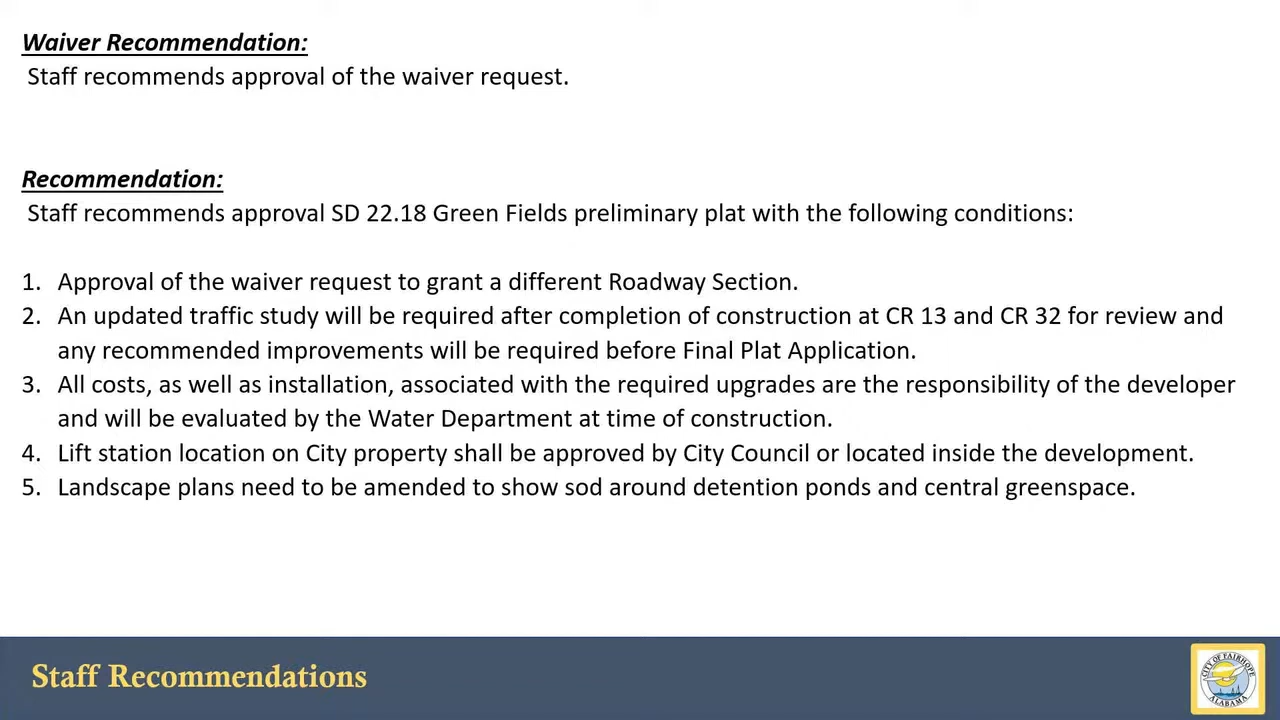 Waiver Recommendation:
Staff recommends approval of the waiver request.
Recommendation:
Staff recommends approval SD 22.18 Green Fields preliminary plat with the following conditions:
1. Approval of the waiver request to grant a different Roadway Section.
2. An updated traffic study will be required after completion of construction at CR 13 and CR 32 for review and
any recommended improvements will be required before Final Plat Application.
3. All costs, as well as installation, associated with the required upgrades are the responsibility of the developer
and will be evaluated by the Water Department at time of construction.
4. Lift station location on City property shall be approved by City Council or located inside the development.
5. Landscape plans need to be amended to show sod around detention ponds and central greenspace.
Staff Recommendations
CITY OF FAIRHOPE
ALABAMA